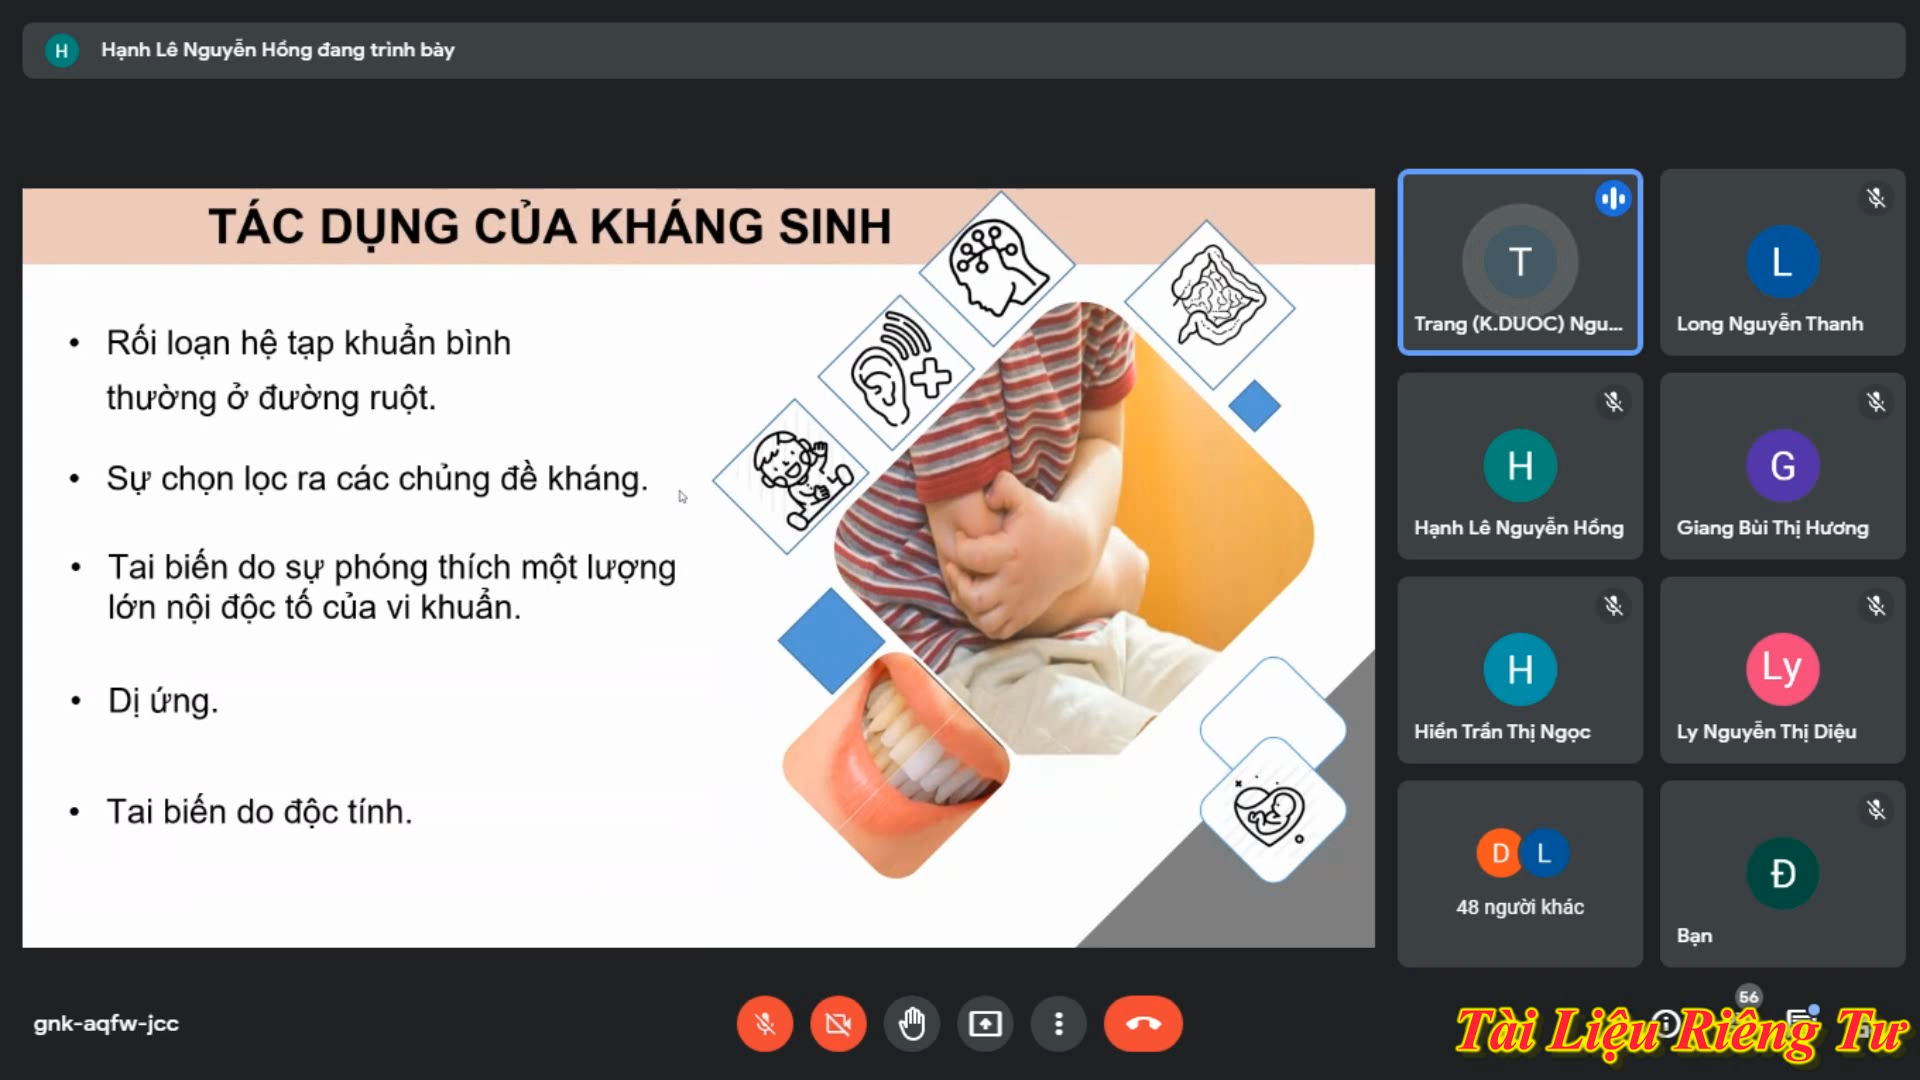 H
Hạnh Lê Nguyễn Hồng đang trình bày
TÁC DỤNG CỦA KHÁNG SINH
• Rối loạn hệ tạp khuẩn bình
thường ở đường ruột.
• Sự chọn lọc ra các chủng đề kháng.
• Tai biến do sự phóng thích một lượng
lớn nội độc tố của vi khuẩn.
• Dị ứng.
• Tai biến do độc tính.
T
Trang (K.DUOC) Ngu...
L
Long Nguyễn Thanh
H
Hạnh Lê Nguyễn Hồng
G
Giang Bùi Thị Hương
H
Hiền Trần Thị Ngọc
Ly
Ly Nguyễn Thị Diệu
D L
48 người khác
Đ
Bạn
gnk-aqfw-jcc
56
Tài Liệu Riêng Tư